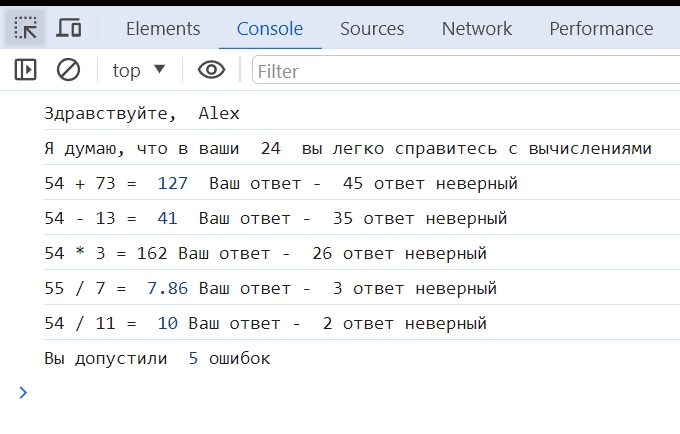 Elements Console Sources Network Performance
top Filter
Здравствуйте,  Alex
Я думаю, что в ваши  24  вы легко справитесь с вычислениями
54 + 73 =  127  Ваш ответ -  45 ответ неверный
54 - 13 =  41  Ваш ответ -  35 ответ неверный
54 * 3 = 162 Ваш ответ -  26 ответ неверный
55 / 7 =  7.86 Ваш ответ -  3 ответ неверный
54 / 11 =  10 Ваш ответ -  2 ответ неверный
Вы допустили  5 ошибок